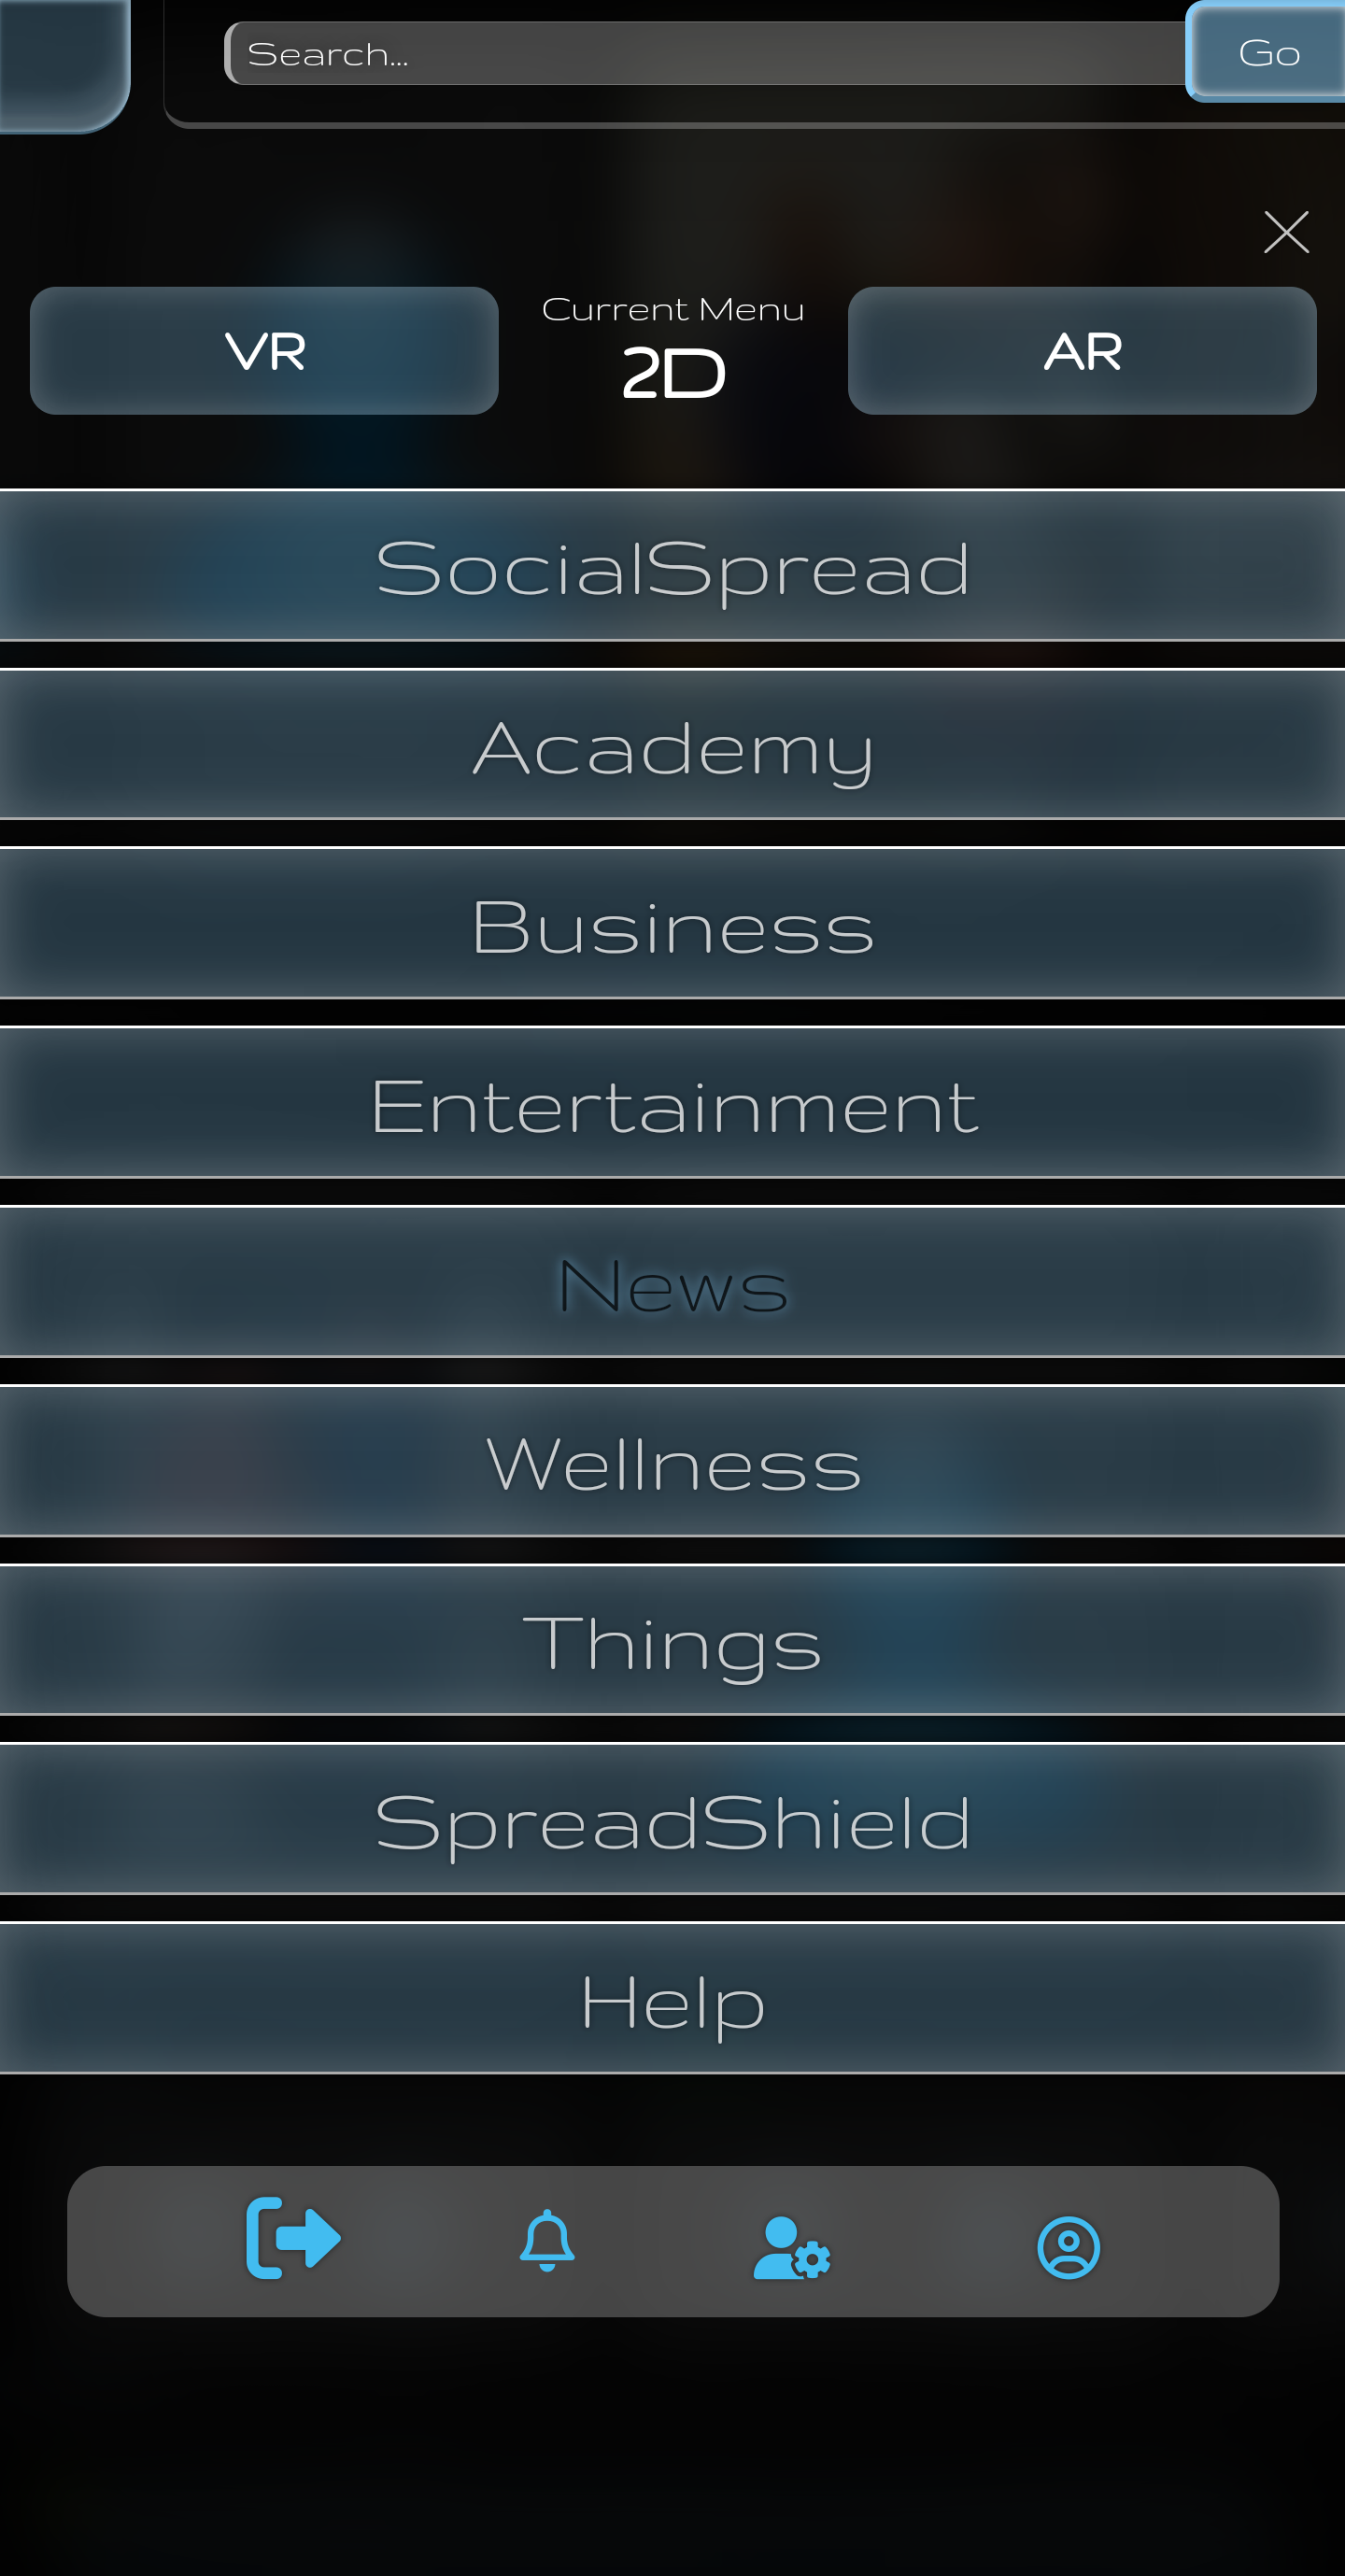 Search...
Go
Current Menu
VR
2D
AR
SocialSpread
Academy
Business
Entertainment
News
Wellness
Things
SpreadShield
Help